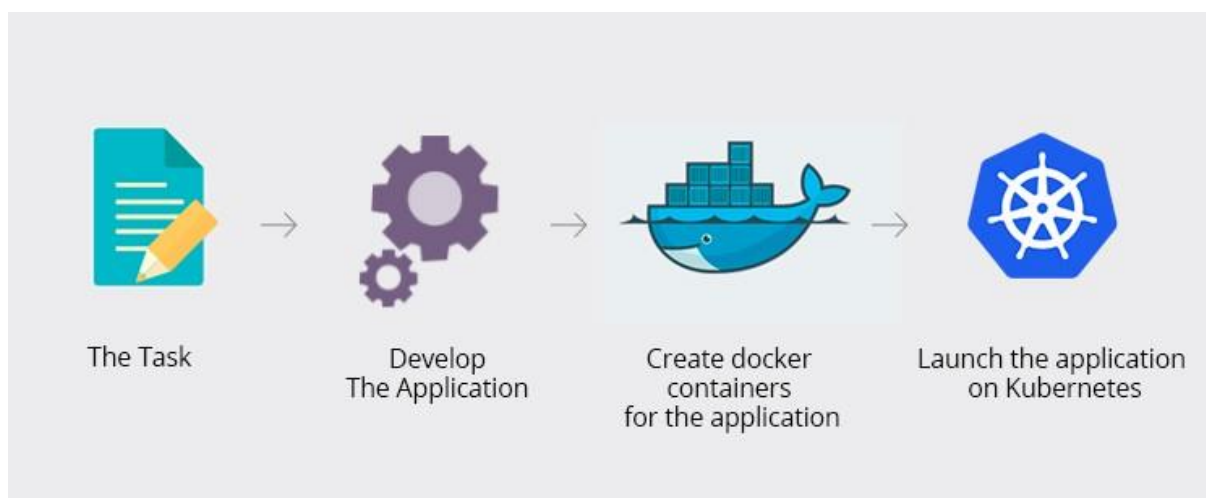 The Task
Develop
The Application
Create docker
containers
for the application
Launch the application
on Kubernetes